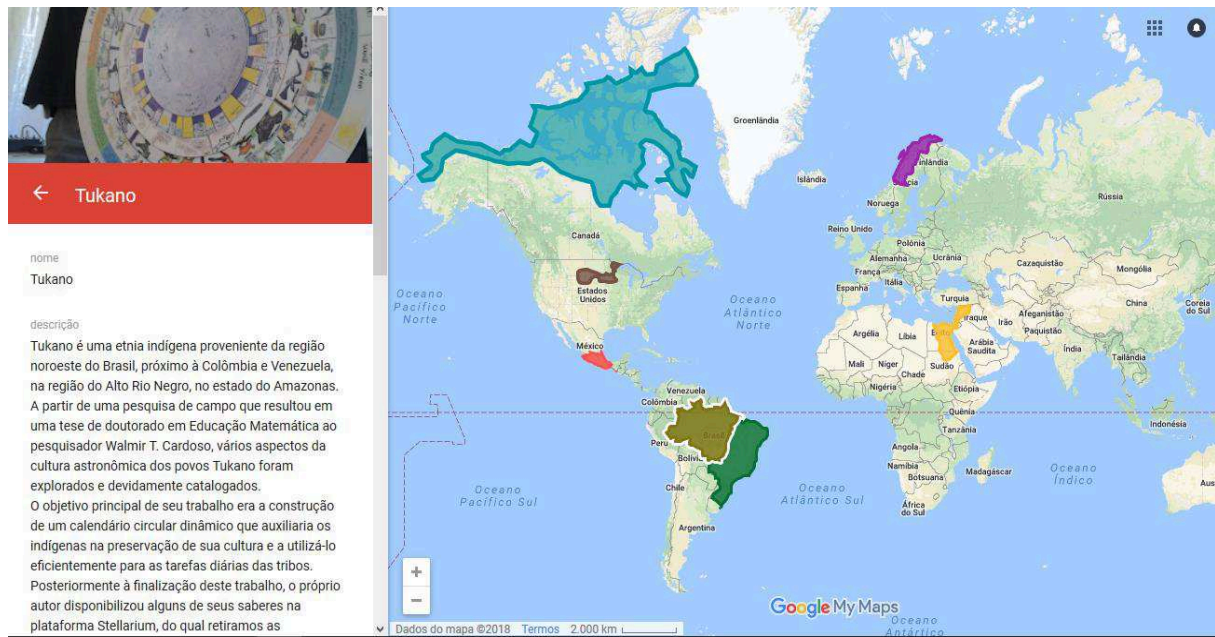 Tukano
nome
Tukano
descrição
Tukano é uma etnia indígena proveniente da região
noroeste do Brasil, próximo à Colômbia e Venezuela,
na região do Alto Rio Negro, no estado do Amazonas.
A partir de uma pesquisa de campo que resultou em
uma tese de doutorado em Educação Matemática ao
pesquisador Walmir T. Cardoso, vários aspectos da
cultura astronômica dos povos Tukano foram
explorados e devidamente catalogados.
O objetivo principal de seu trabalho era a construção
de um calendário circular dinâmico que auxiliaria os
indígenas na preservação de sua cultura e a utilizá-lo
eficientemente para as tarefas diárias das tribos.
Posteriormente à finalização deste trabalho, o próprio
autor disponibilizou alguns de seus saberes na
plataforma Stellarium, do qual retiramos as
Groenlândia
Islândia
Noruega
Rússia
Reino Unido
Canadá
Polónia
Alemanha
Ucrânia
França
Cazaquistão
Mongólia
Espanha
Itália
Estados
Unidos
Turquia
China
Coreia
do Sul
Oceano
Pacífico
Norte
Oceano
Atlântico
Norte
Iraque
Irão
Afeganistão
Paquistão
Argélia
Líbia
Arábia
Saudita
Índia
Tailândia
México
Mali
Níger
Chade
Sudão
Nigéria
Etiópia
Venezuela
Colômbia
Quénia
Indonésia
Tanzânia
Peru
Brasil
Bolívia
Angola
Namíbia
Botsuana
Madagáscar
Oceano
Índico
Chile
Oceano
Pacífico Sul
Oceano
Atlântico Sul
África
do Sul
Aus
Argentina
+
−
Google My Maps
Oceano
Antártico
Dados do mapa ©2018 Termos 2.000 km